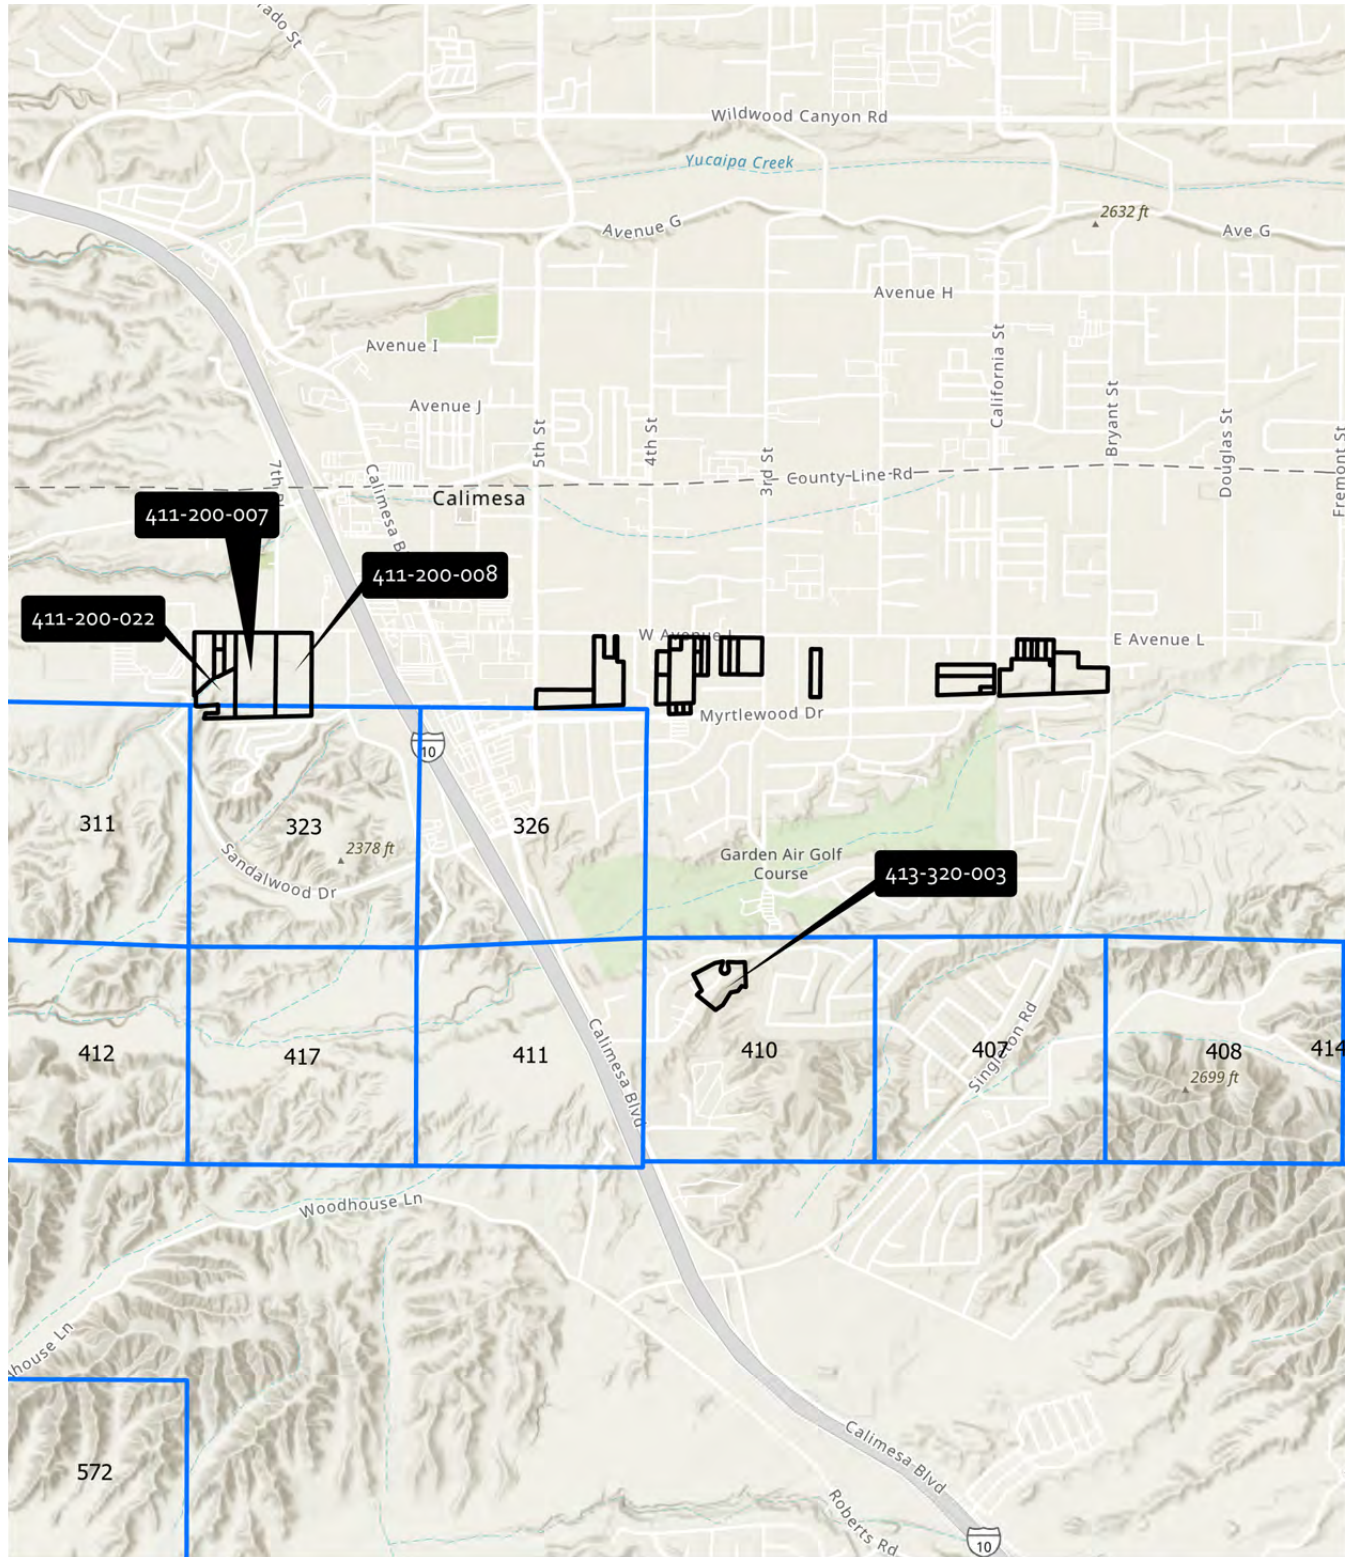 Wildwood Canyon Rd
Yucaipa Creek
2632 ft
Avenue G
Ave G
Avenue H
Avenue I
California St
Avenue J
Bryant St
5th St
4th St
Douglas St
3rd St
Fremont St
County Line Rd
Calimesa
411-200-007
411-200-008
411-200-022
W Avenue L
E Avenue L
Myrtlewood Dr
10
311
323
326
2378 ft
Sandalwood Dr
Garden Air Golf
Course
413-320-003
412
417
411
410
407
408
414
Calimesa Blvd
Singleton Rd
2699 ft
Woodhouse Ln
house Ln
572
Calimesa Blvd
Roberts Rd
10